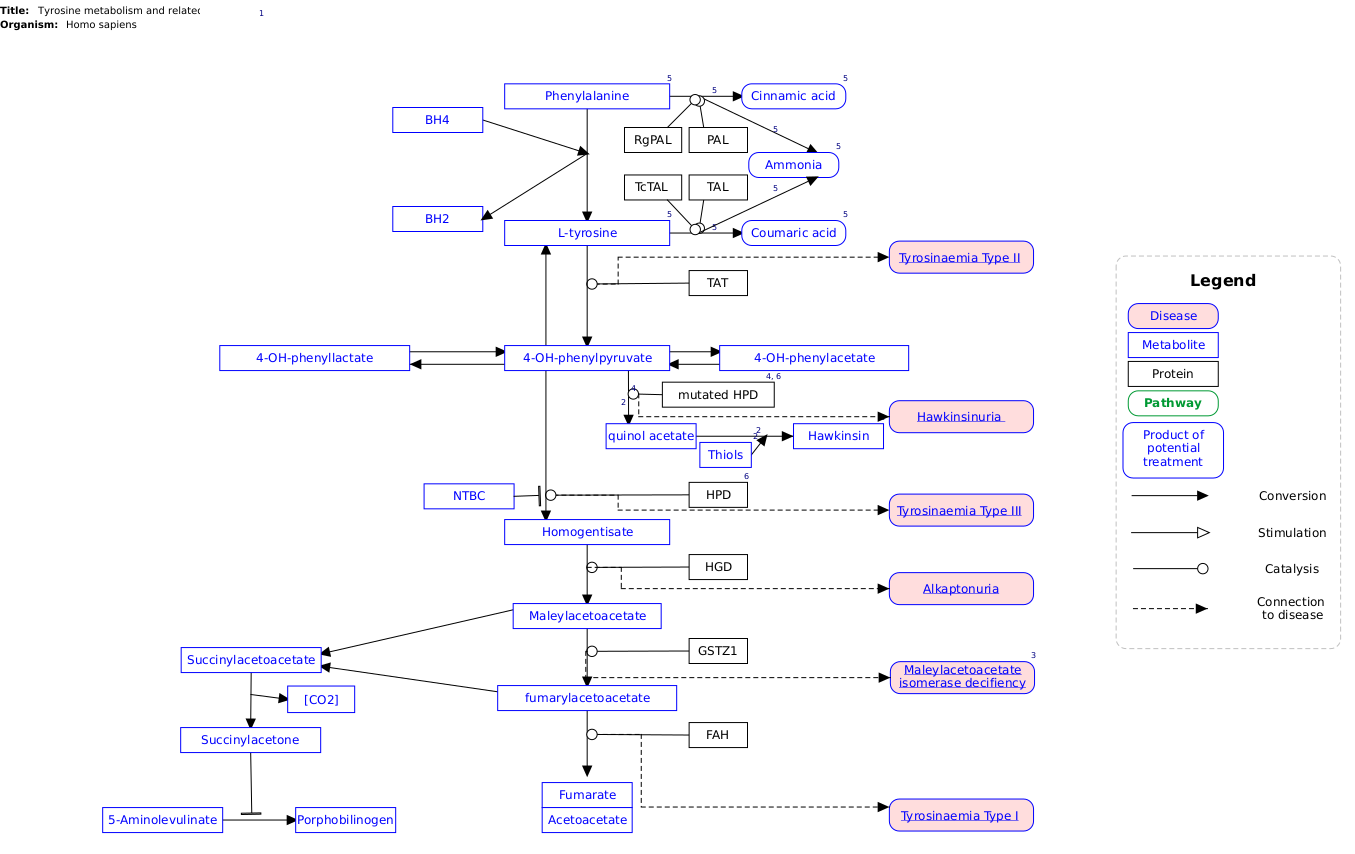 Title: Tyrosine metabolism and related
1
Organism: Homo sapiens
5
5
Phenylalanine
5
Cinnamic acid
BH4
5
RgPAL
PAL
5
Ammonia
TcTAL
TAL
5
BH2
5
5
L-tyrosine
5
Coumaric acid
Tyrosinaemia Type II
TAT
4-OH-phenyllactate
4-OH-phenylpyruvate
4-OH-phenylacetate
4, 6
4
mutated HPD
2
Hawkinsinuria
quinol acetate
2
2
Hawkinsin
Thiols
6
NTBC
HPD
Tyrosinaemia Type III
Homogentisate
HGD
Alkaptonuria
Maleylacetoacetate
GSTZ1
3
Succinylacetoacetate
Maleylacetoacetate
isomerase decifiency
[CO2]
fumarylacetoacetate
Succinylacetone
FAH
Fumarate
Acetoacetate
Tyrosinaemia Type I
5-Aminolevulinate
Porphobilinogen
Legend
Disease
Metabolite
Protein
Pathway
Product of
potential
treatment
Conversion
Stimulation
Catalysis
Connection
to disease